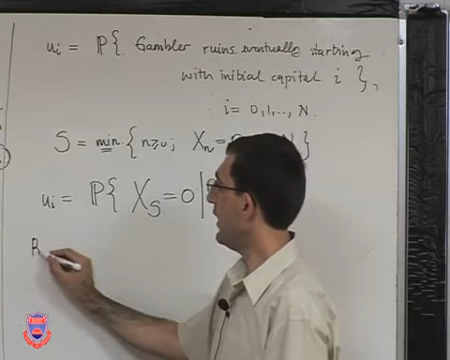 uᵢ = ℙ{ Gambler ruins eventually starting
with initial capital i },
i = 0, 1, ..., N.
S = min {n≥0; Xₙ = }
uᵢ = ℙ{ X_S = 0 |